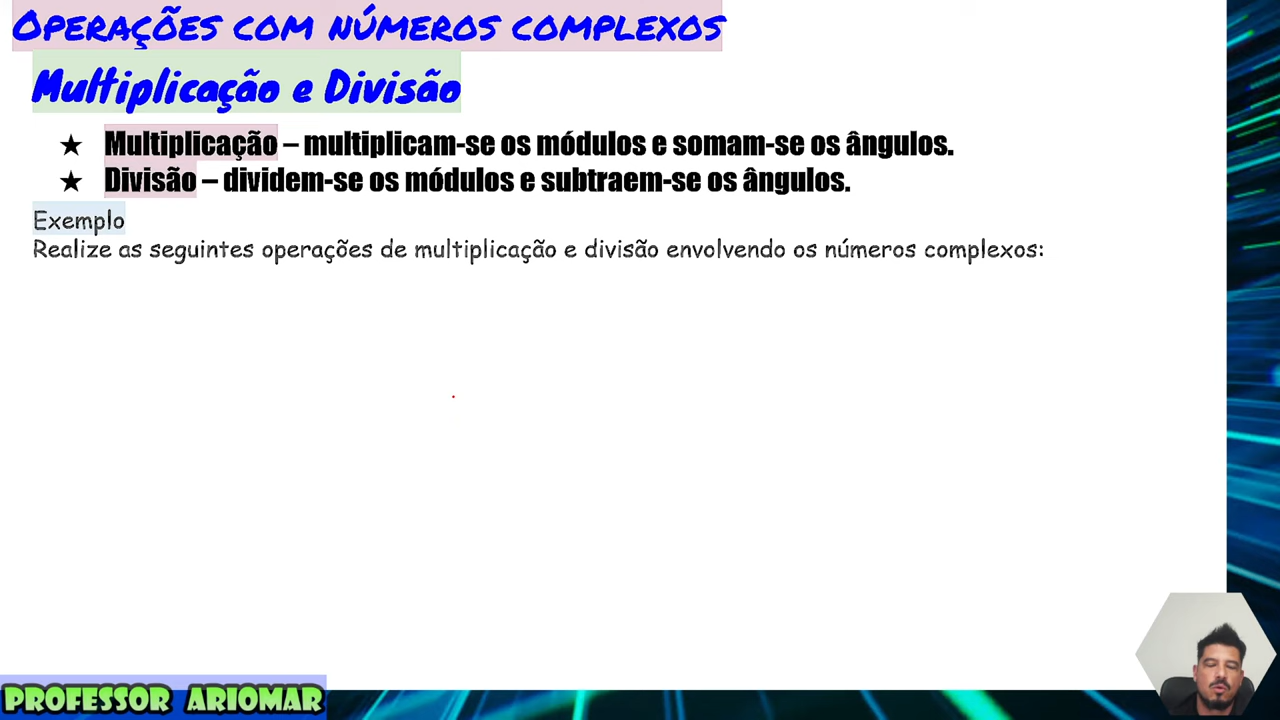 Operações com números complexos
Multiplicação e Divisão
★ Multiplicação – multiplicam-se os módulos e somam-se os ângulos.
★ Divisão – dividem-se os módulos e subtraem-se os ângulos.
Exemplo
Realize as seguintes operações de multiplicação e divisão envolvendo os números complexos:
PROFESSOR ARIOMAR